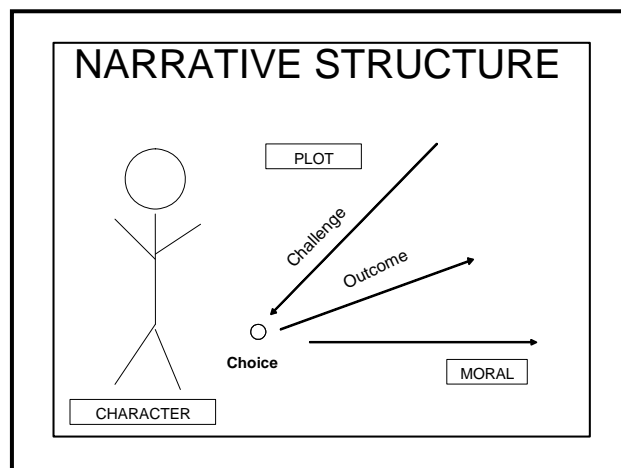 NARRATIVE STRUCTURE
PLOT
Challenge
Outcome
Choice
MORAL
CHARACTER